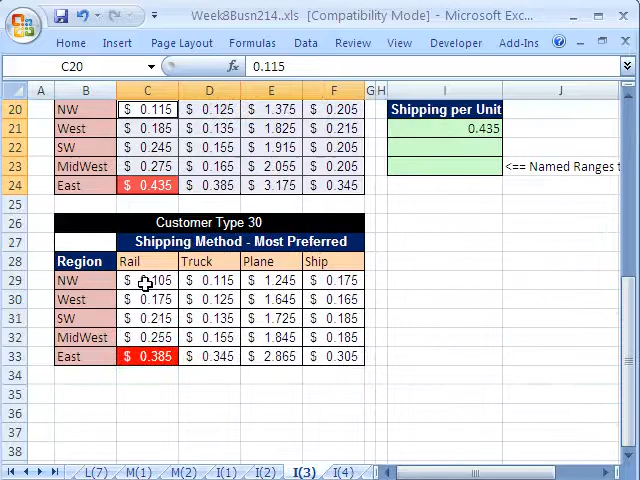 Week8Busn214..xls [Compatibility Mode] - Microsoft Exc...
Home Insert Page Layout Formulas Data Review View Developer Add-Ins
C20 fx 0.115
A B C D E F G H I J
20 NW $ 0.115 $ 0.125 $ 1.375 $ 0.205 Shipping per Unit
21 West $ 0.185 $ 0.135 $ 1.825 $ 0.215 0.435
22 SW $ 0.245 $ 0.155 $ 1.915 $ 0.205
23 MidWest $ 0.275 $ 0.165 $ 2.055 $ 0.205 <== Named Ranges t
24 East $ 0.435 $ 0.385 $ 3.175 $ 0.345
25
26 Customer Type 30
27 Shipping Method - Most Preferred
28 Region Rail Truck Plane Ship
29 NW $ 0.105 $ 0.115 $ 1.245 $ 0.175
30 West $ 0.175 $ 0.125 $ 1.645 $ 0.165
31 SW $ 0.215 $ 0.135 $ 1.725 $ 0.185
32 MidWest $ 0.255 $ 0.155 $ 1.845 $ 0.185
33 East $ 0.385 $ 0.345 $ 2.865 $ 0.305
34
35
36
37
38
L(7) M(1) M(2) I(1) I(2) I(3) I(4)